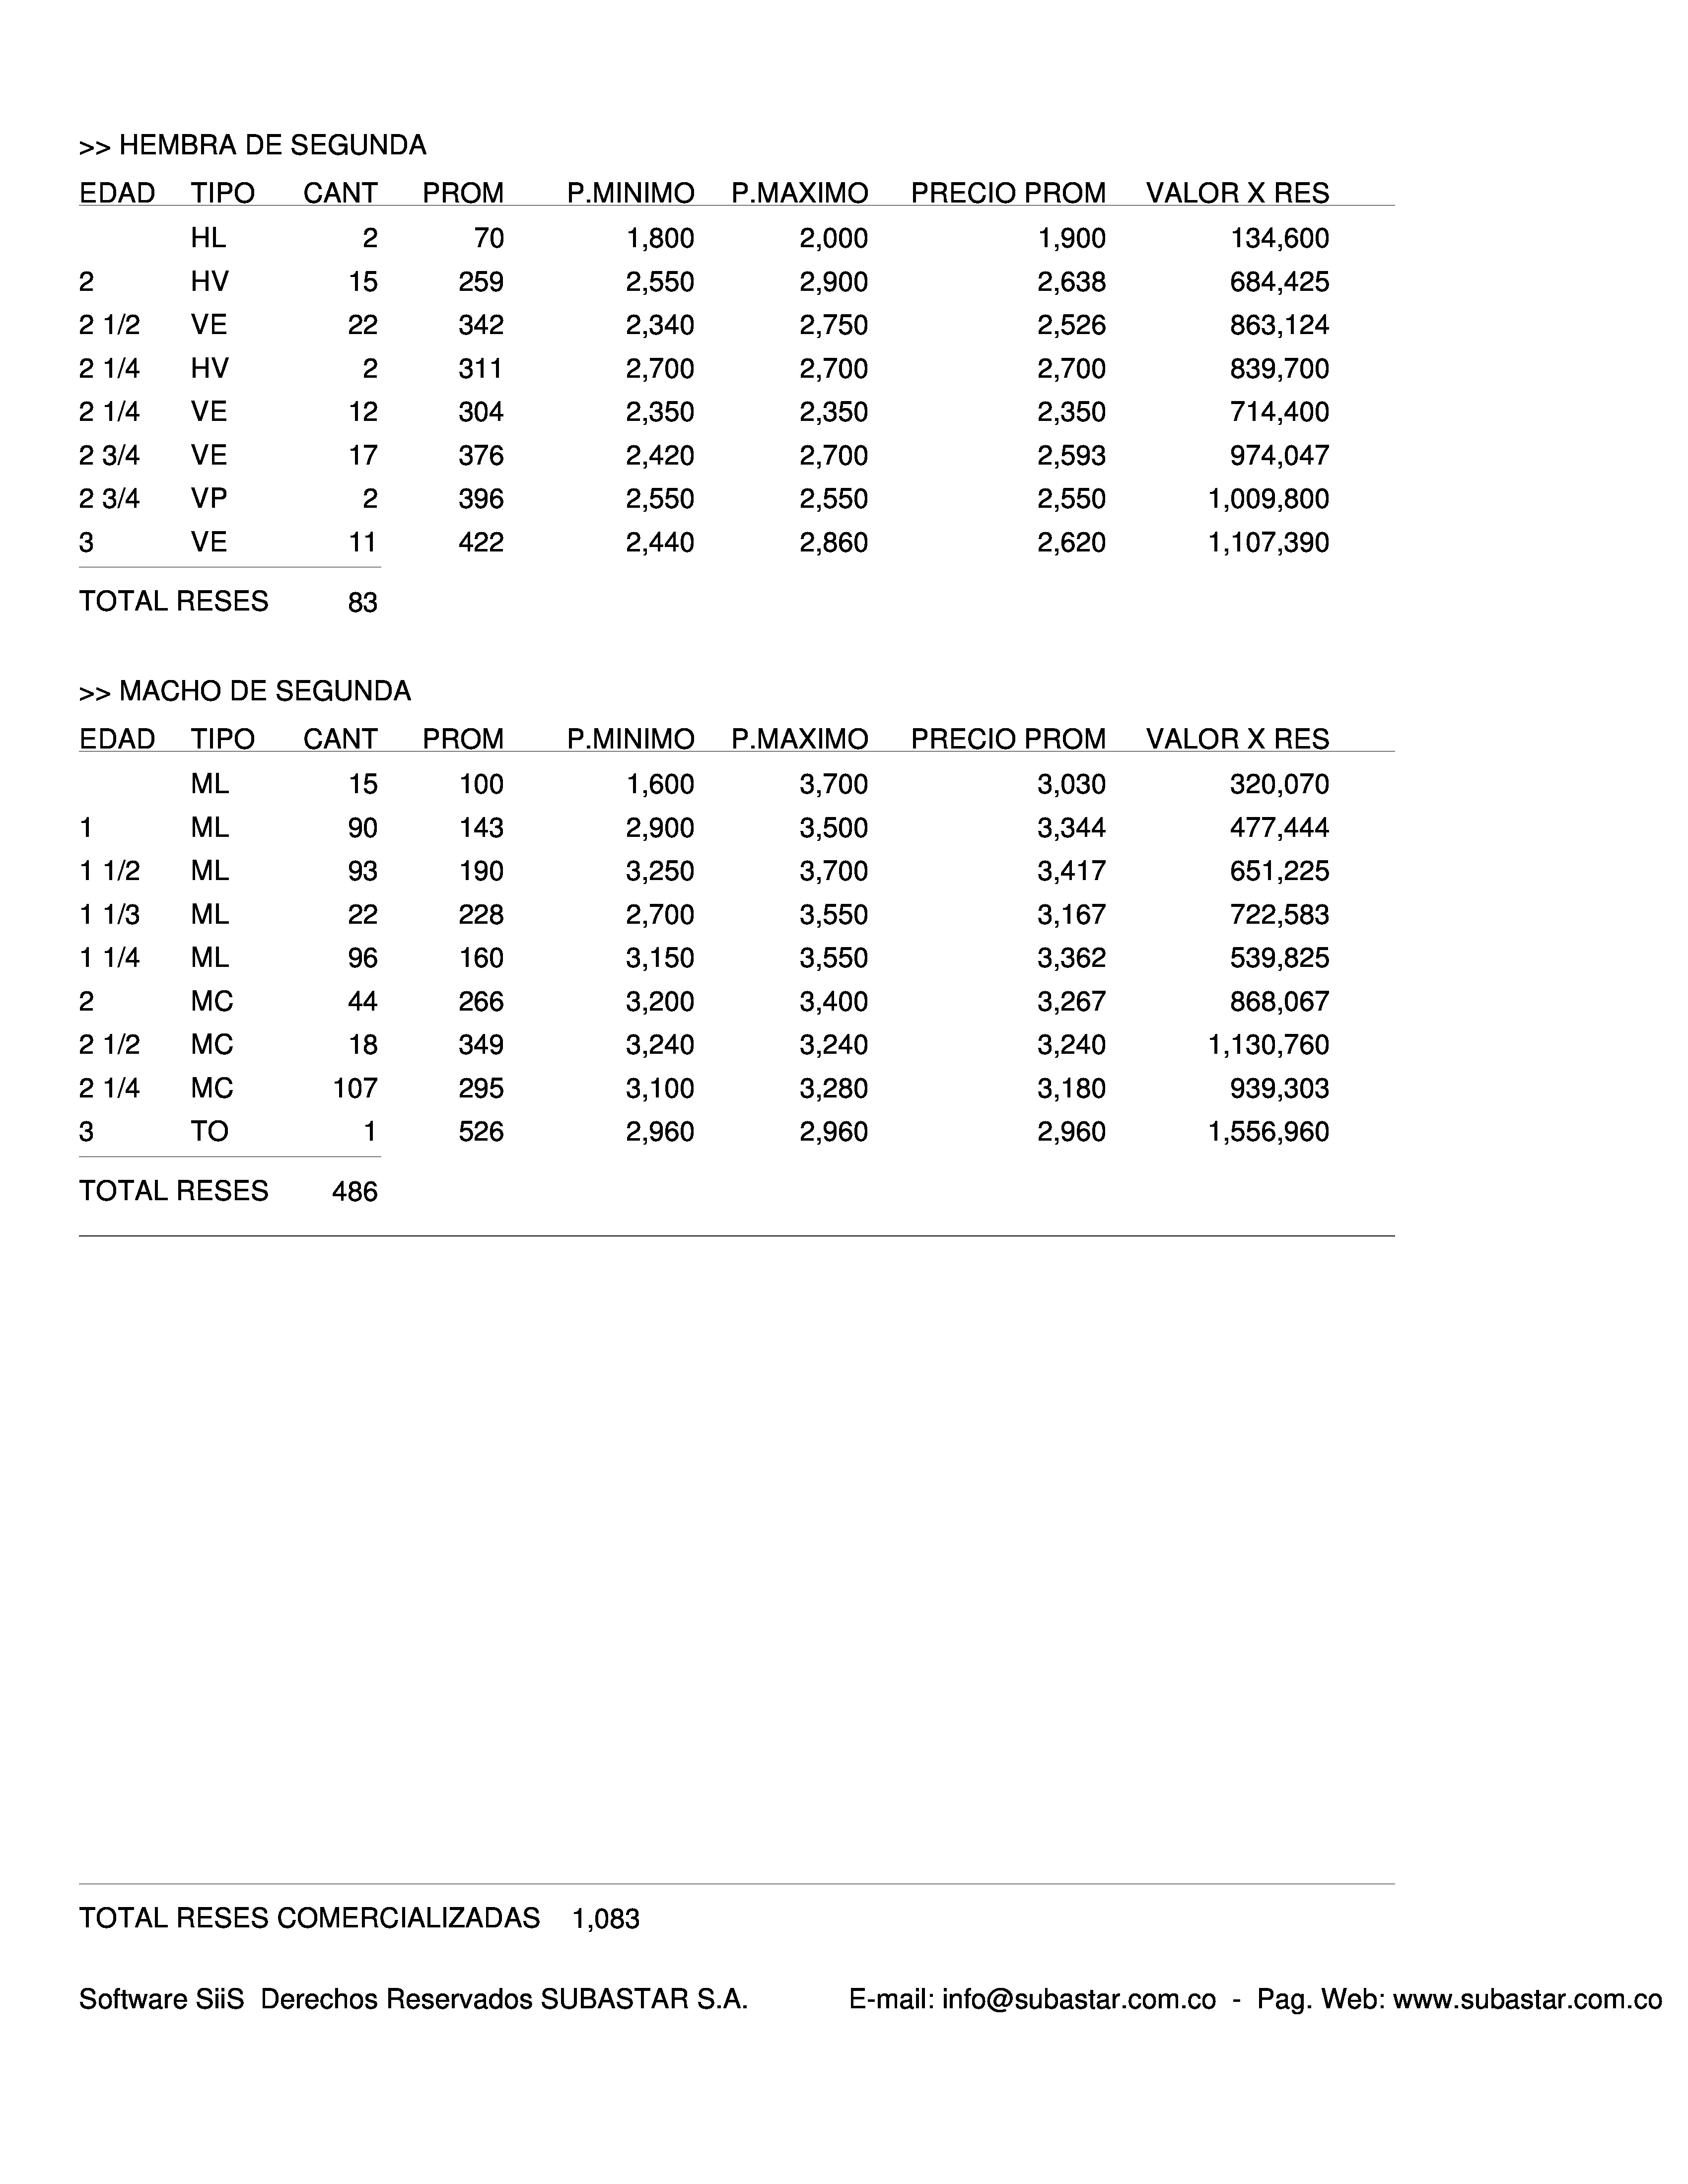 >> HEMBRA DE SEGUNDA
EDAD TIPO CANT PROM P.MINIMO P.MAXIMO PRECIO PROM VALOR X RES
HL 2 70 1,800 2,000 1,900 134,600
2 HV 15 259 2,550 2,900 2,638 684,425
2 1/2 VE 22 342 2,340 2,750 2,526 863,124
2 1/4 HV 2 311 2,700 2,700 2,700 839,700
2 1/4 VE 12 304 2,350 2,350 2,350 714,400
2 3/4 VE 17 376 2,420 2,700 2,593 974,047
2 3/4 VP 2 396 2,550 2,550 2,550 1,009,800
3 VE 11 422 2,440 2,860 2,620 1,107,390
TOTAL RESES 83
>> MACHO DE SEGUNDA
EDAD TIPO CANT PROM P.MINIMO P.MAXIMO PRECIO PROM VALOR X RES
ML 15 100 1,600 3,700 3,030 320,070
1 ML 90 143 2,900 3,500 3,344 477,444
1 1/2 ML 93 190 3,250 3,700 3,417 651,225
1 1/3 ML 22 228 2,700 3,550 3,167 722,583
1 1/4 ML 96 160 3,150 3,550 3,362 539,825
2 MC 44 266 3,200 3,400 3,267 868,067
2 1/2 MC 18 349 3,240 3,240 3,240 1,130,760
2 1/4 MC 107 295 3,100 3,280 3,180 939,303
3 TO 1 526 2,960 2,960 2,960 1,556,960
TOTAL RESES 486
TOTAL RESES COMERCIALIZADAS 1,083
Software SiiS Derechos Reservados SUBASTAR S.A. E-mail: info@subastar.com.co - Pag. Web: www.subastar.com.co